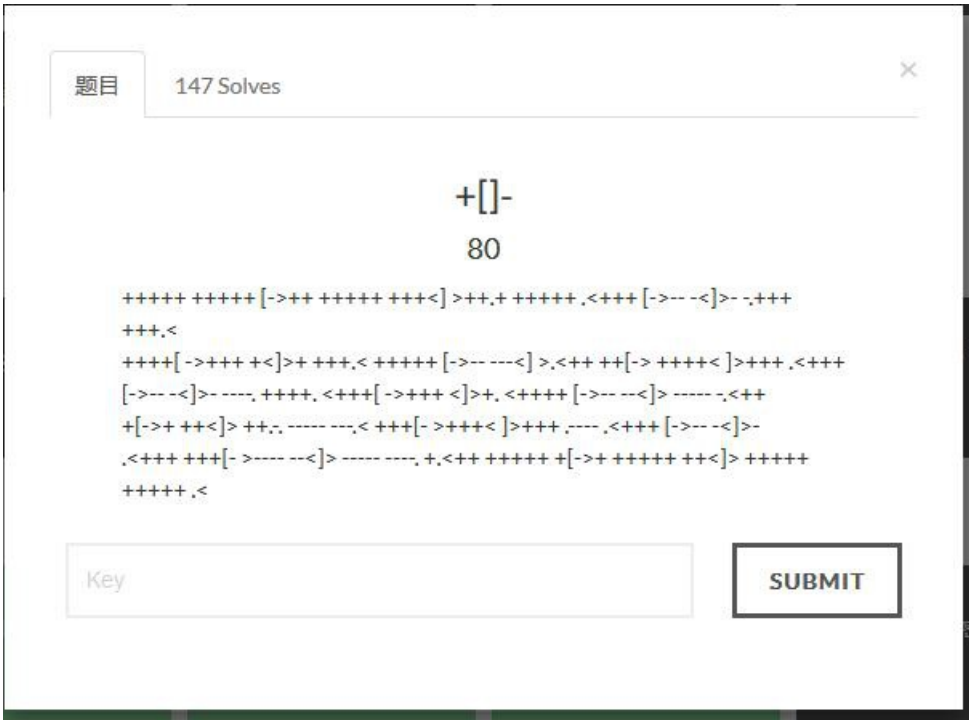 题目 147 Solves ×
+[]-
80
+++++ +++++ [->++ +++++ +++<] >++.+ +++++ .<+++ [->-- -<]>- -.+++
+++.<
++++[ ->+++ +<]>+ +++.< +++++ [->-- ---<] >.<++ ++[-> ++++< ]>+++ .<+++
[->-- -<]>- ----. ++++. <+++[ ->+++ <]>+. <++++ [->-- --<]> ----- -.<++
+[->+ ++<]> ++.-. ----- ---.< +++[- >+++< ]>+++ .---- .<+++ [->-- -<]>-
.<+++ +++[- >---- --<]> ----- ----. +.<++ +++++ +[->+ +++++ ++<]> +++++
+++++ .<
Key
SUBMIT